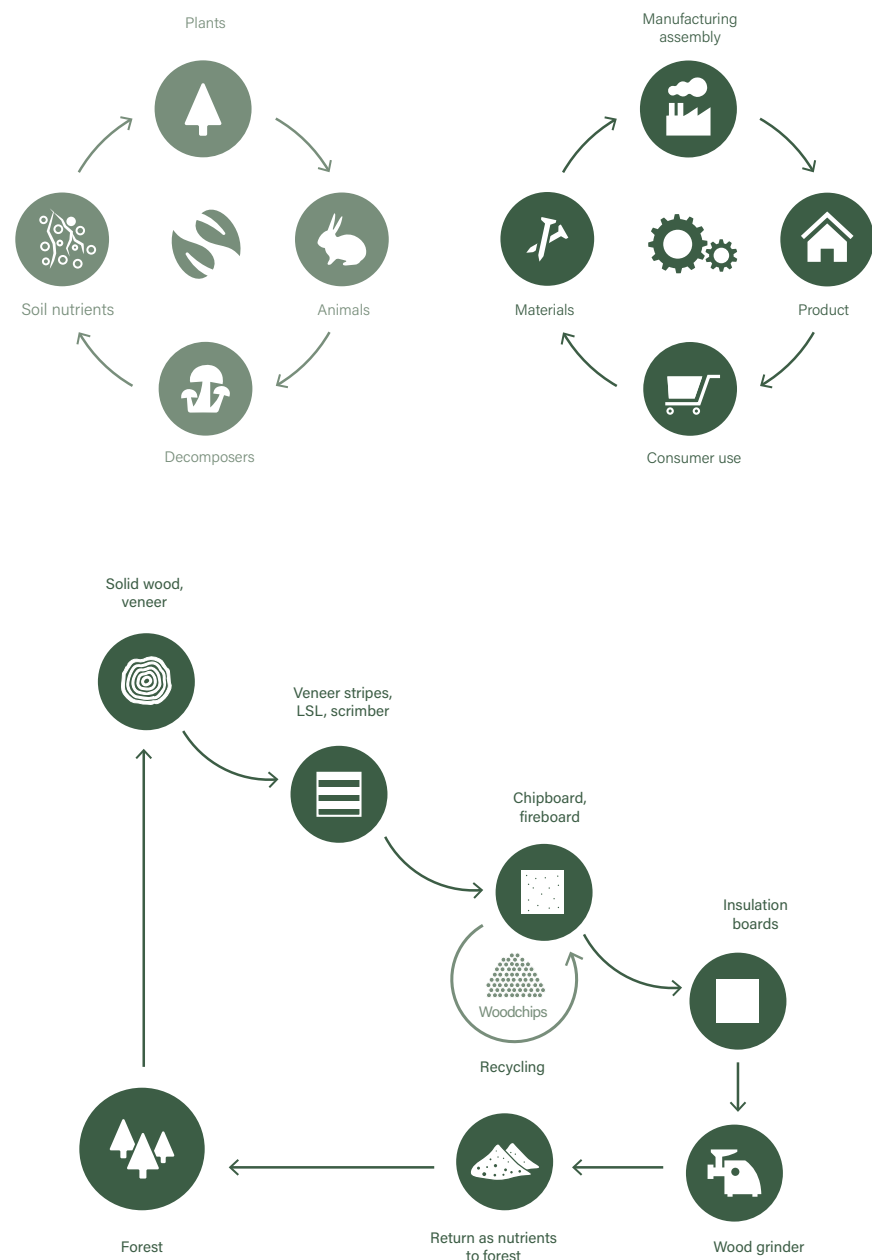 Plants
Manufacturing
assembly
Soil nutrients
Animals
Materials
Product
Decomposers
Consumer use
Solid wood,
veneer
Veneer stripes,
LSL, scrimber
Chipboard,
fireboard
Insulation
boards
Woodchips
Recycling
Forest
Return as nutrients
to forest
Wood grinder